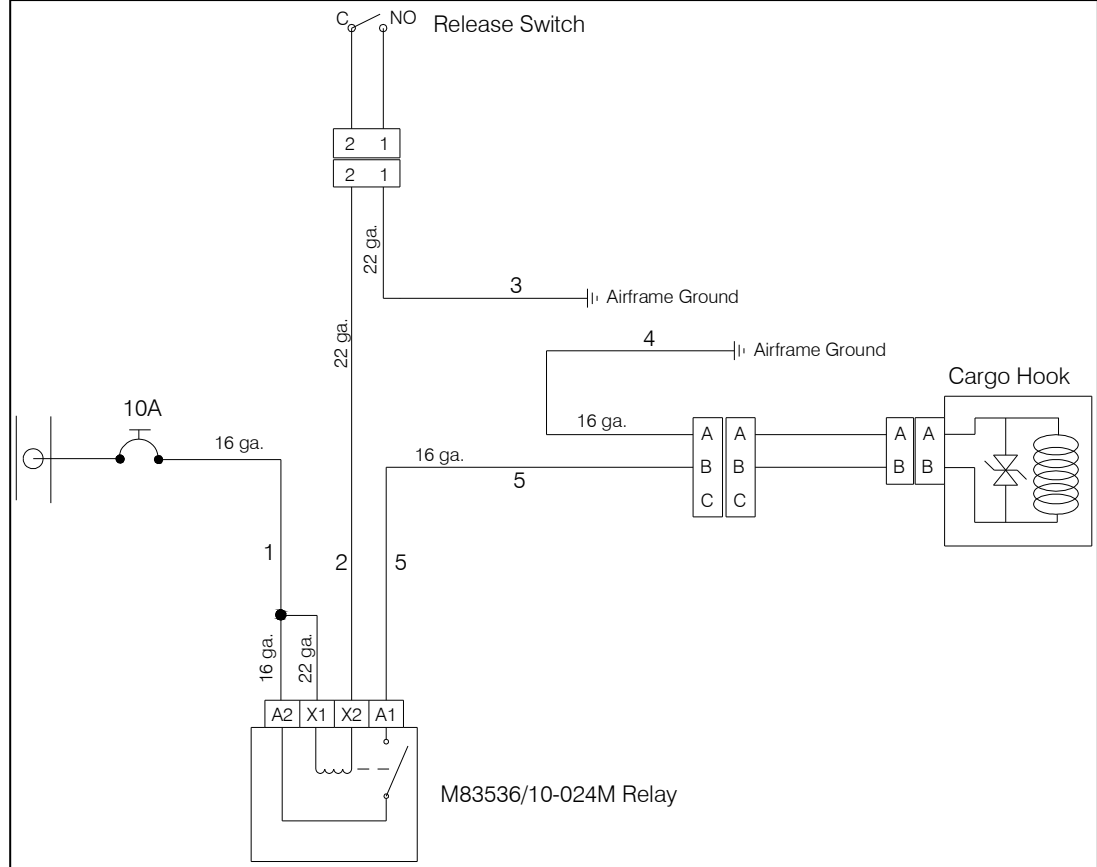 C NO Release Switch
2 1
2 1
22 ga.
3 Airframe Ground
22 ga.
4 Airframe Ground
Cargo Hook
10A
16 ga.
16 ga. A A A A
16 ga. B B B B
5
C C
1 2 5
16 ga. 22 ga.
A2 X1 X2 A1
M83536/10-024M Relay